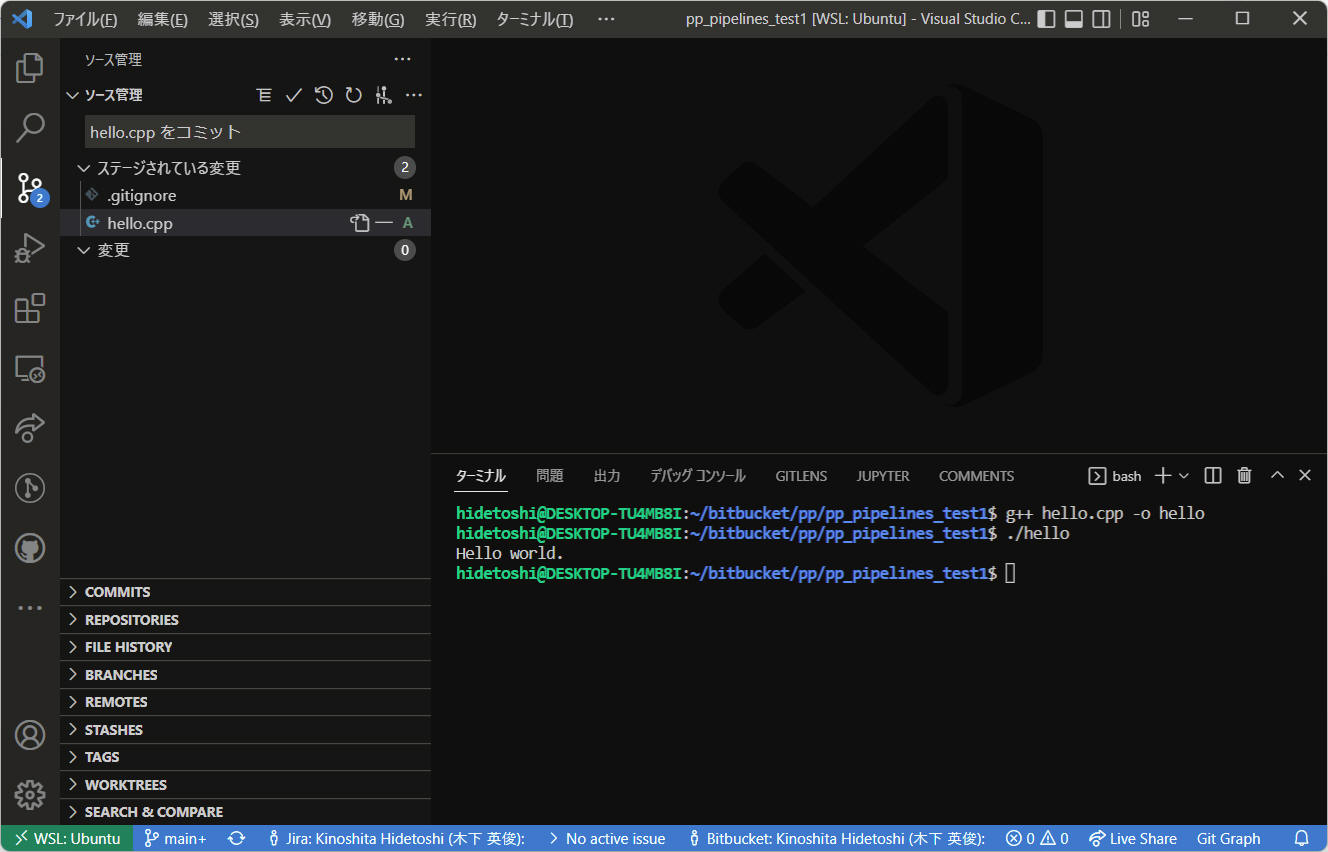 ファイル(F) 編集(E) 選択(S) 表示(V) 移動(G) 実行(R) ターミナル(T) ··· pp_pipelines_test1 [WSL: Ubuntu] - Visual Studio C...
ソース管理 ···
ソース管理 ···
hello.cpp をコミット
ステージされている変更 2
.gitignore M
hello.cpp A
変更 0
2
···
COMMITS
REPOSITORIES
FILE HISTORY
BRANCHES
REMOTES
STASHES
TAGS
WORKTREES
SEARCH & COMPARE
ターミナル 問題 出力 デバッグ コンソール GITLENS JUPYTER COMMENTS bash
hidetoshi@DESKTOP-TU4MB8I:~/bitbucket/pp/pp_pipelines_test1$ g++ hello.cpp -o hello
hidetoshi@DESKTOP-TU4MB8I:~/bitbucket/pp/pp_pipelines_test1$ ./hello
Hello world.
hidetoshi@DESKTOP-TU4MB8I:~/bitbucket/pp/pp_pipelines_test1$
WSL: Ubuntu main+ Jira: Kinoshita Hidetoshi (木下 英俊): No active issue Bitbucket: Kinoshita Hidetoshi (木下 英俊): 0 0 Live Share Git Graph